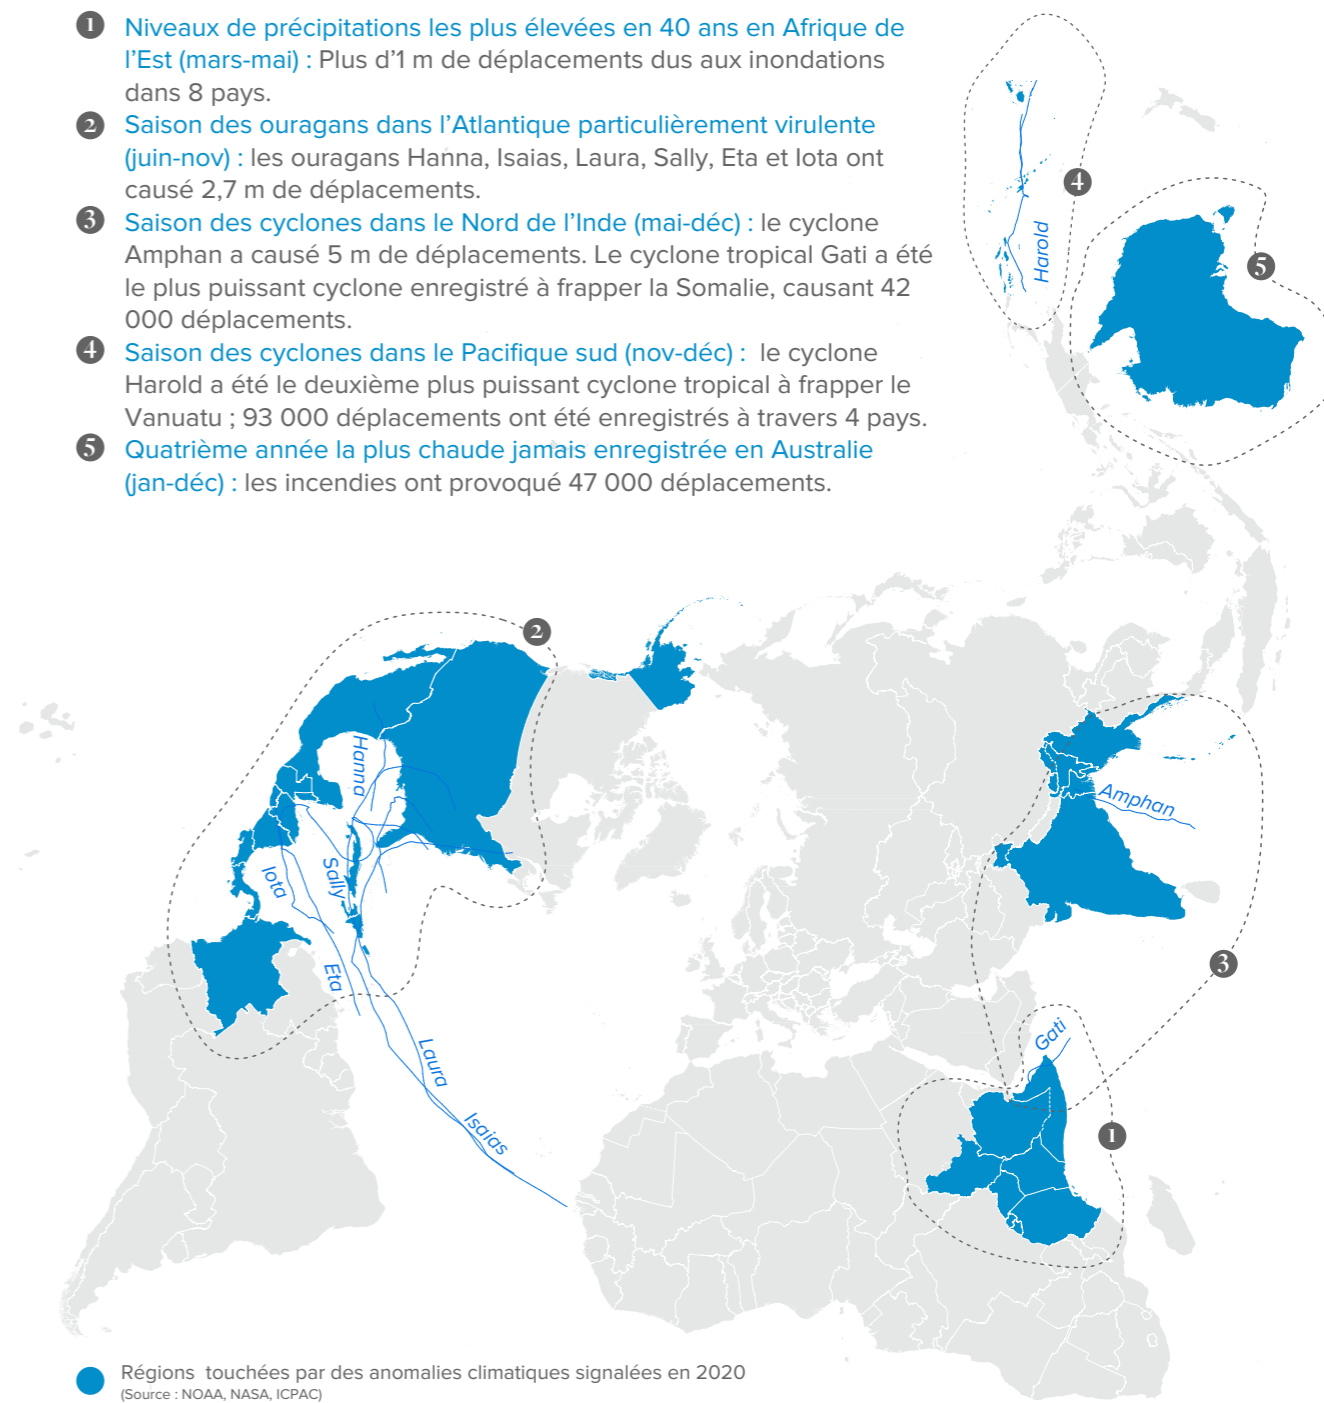 1 Niveaux de précipitations les plus élevées en 40 ans en Afrique de
l'Est (mars-mai) : Plus d'1 m de déplacements dus aux inondations
dans 8 pays.
2 Saison des ouragans dans l'Atlantique particulièrement virulente
(juin-nov) : les ouragans Hanna, Isaias, Laura, Sally, Eta et Iota ont
causé 2,7 m de déplacements.
3 Saison des cyclones dans le Nord de l'Inde (mai-déc) : le cyclone
Amphan a causé 5 m de déplacements. Le cyclone tropical Gati a été
le plus puissant cyclone enregistré à frapper la Somalie, causant 42
000 déplacements.
4 Saison des cyclones dans le Pacifique sud (nov-déc) : le cyclone
Harold a été le deuxième plus puissant cyclone tropical à frapper le
Vanuatu ; 93 000 déplacements ont été enregistrés à travers 4 pays.
5 Quatrième année la plus chaude jamais enregistrée en Australie
(jan-déc) : les incendies ont provoqué 47 000 déplacements.
4
Harold
5
2
Hanna
Amphan
Iota
Sally
Eta
3
Gati
Laura
Isaias
1
Régions touchées par des anomalies climatiques signalées en 2020
(Source : NOAA, NASA, ICPAC)